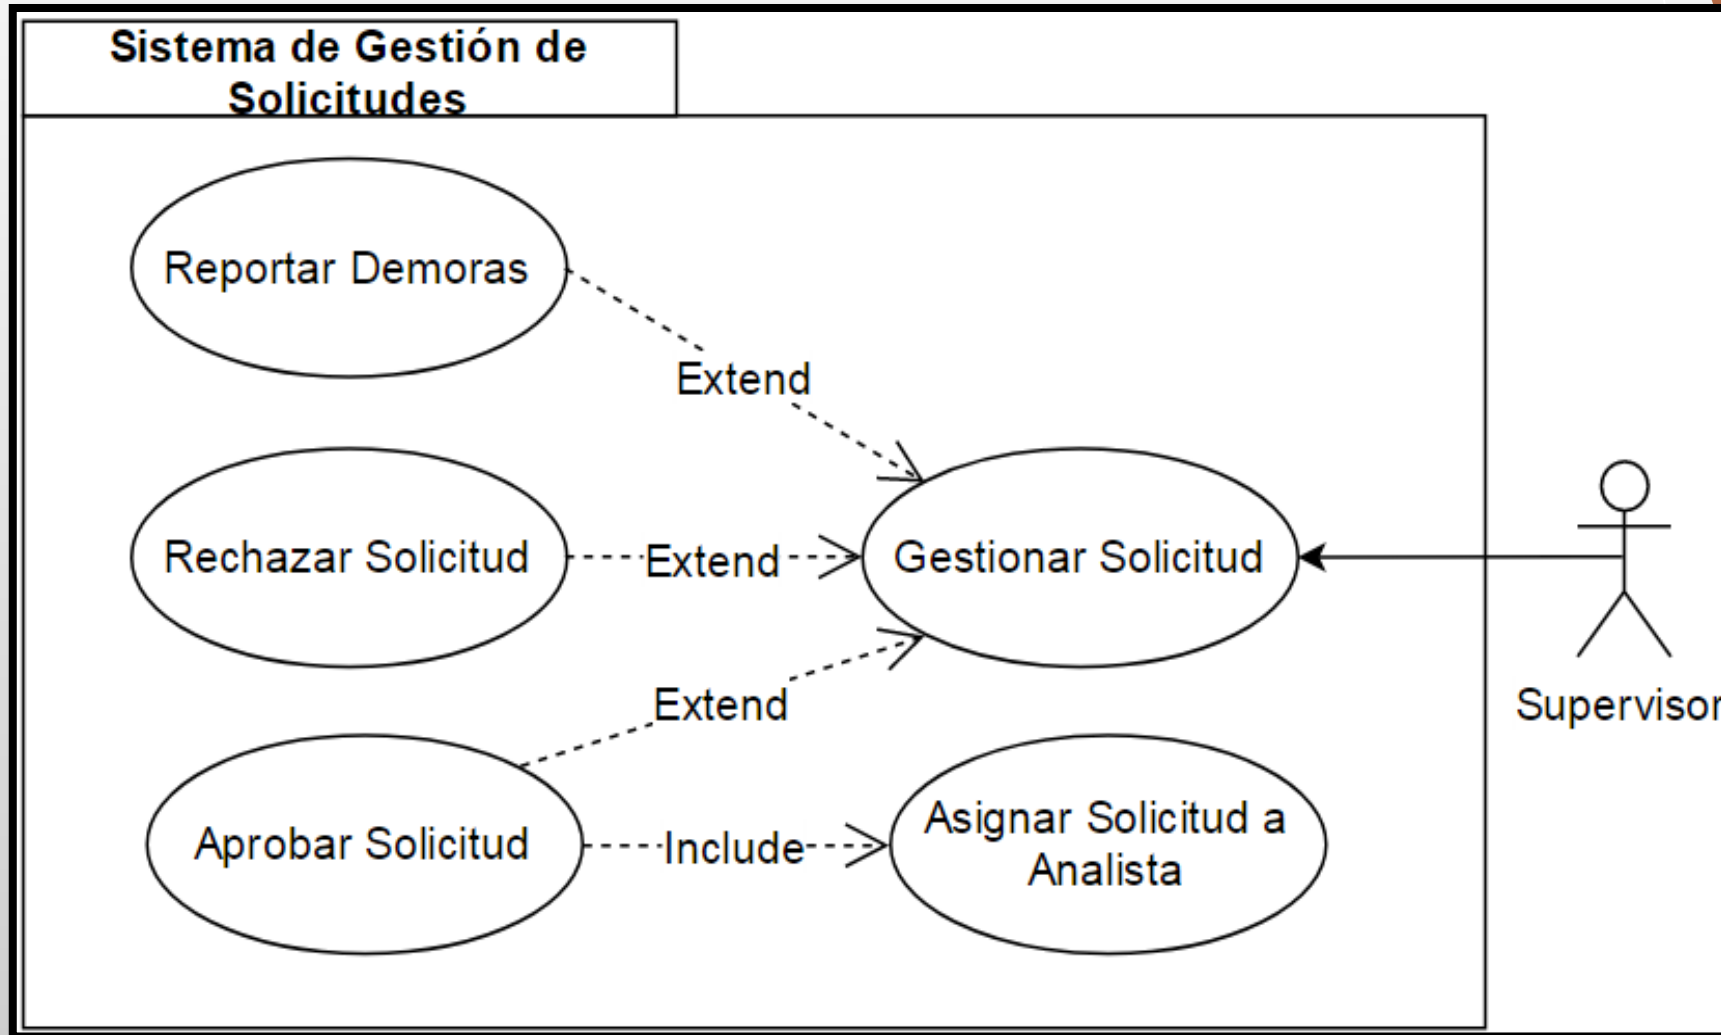 Sistema de Gestión de
Solicitudes
Reportar Demoras
Extend
Rechazar Solicitud
Extend
Gestionar Solicitud
Extend
Supervisor
Aprobar Solicitud
Include
Asignar Solicitud a
Analista